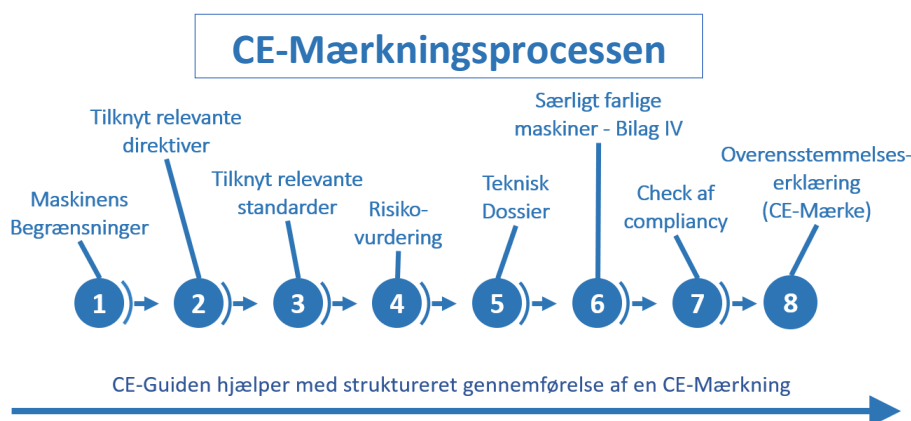 CE-Mærkningsprocessen
Maskinens
Begrænsninger
Tilknyt relevante
direktiver
Tilknyt relevante
standarder
Risiko-
vurdering
Teknisk
Dossier
Særligt farlige
maskiner - Bilag IV
Check af
compliancy
Overensstemmelses-
erklæring
(CE-Mærke)
1
2
3
4
5
6
7
8
CE-Guiden hjælper med struktureret gennemførelse af en CE-Mærkning